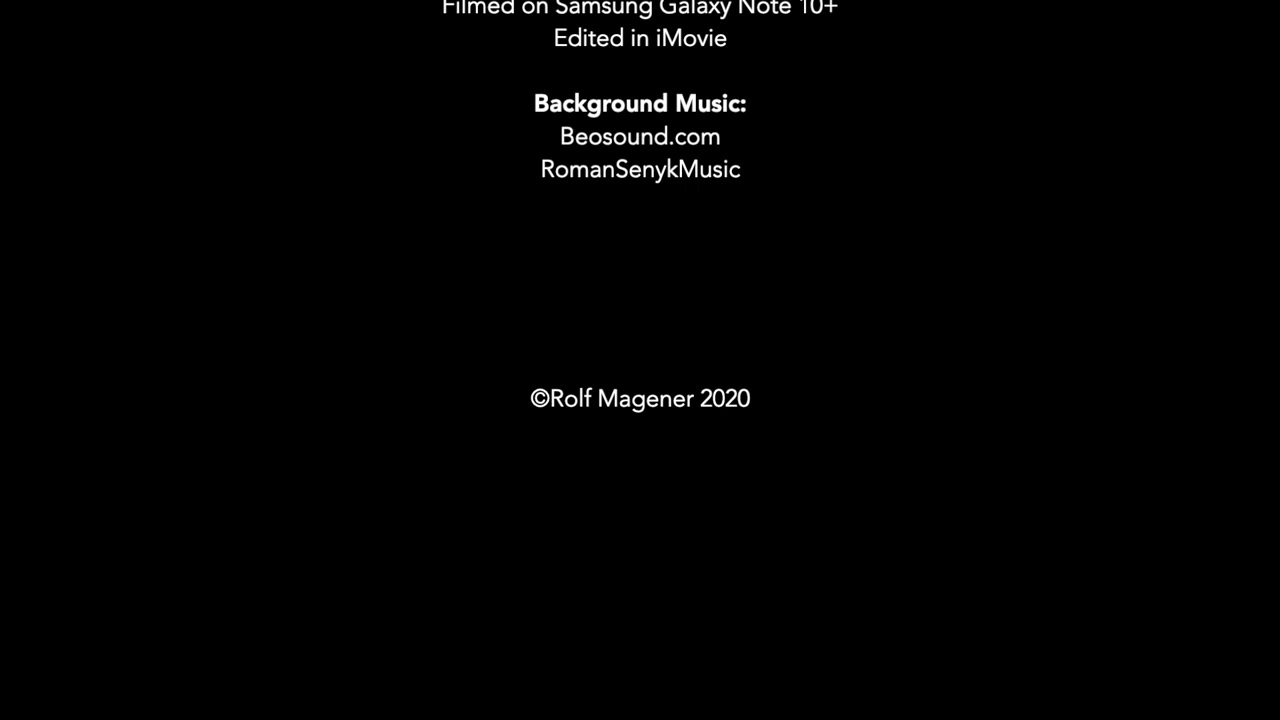 Filmed on Samsung Galaxy Note 10+
Edited in iMovie
Background Music:
Beosound.com
RomanSenykMusic
©Rolf Magener 2020